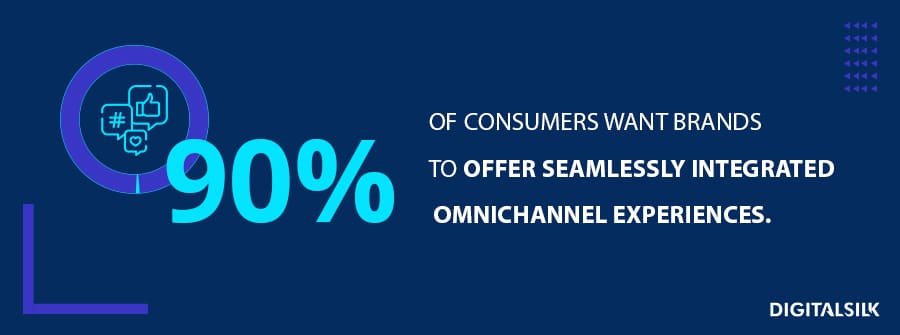 #
90%
OF CONSUMERS WANT BRANDS
TO OFFER SEAMLESSLY INTEGRATED
OMNICHANNEL EXPERIENCES.
DIGITALSILK